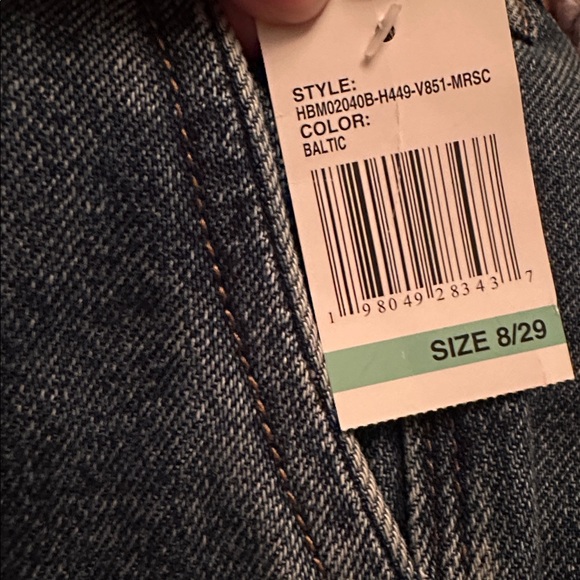 STYLE:
HBM02040B-H449-V851-MRSC
COLOR:
BALTIC
1 98049 28343 7
SIZE 8/29